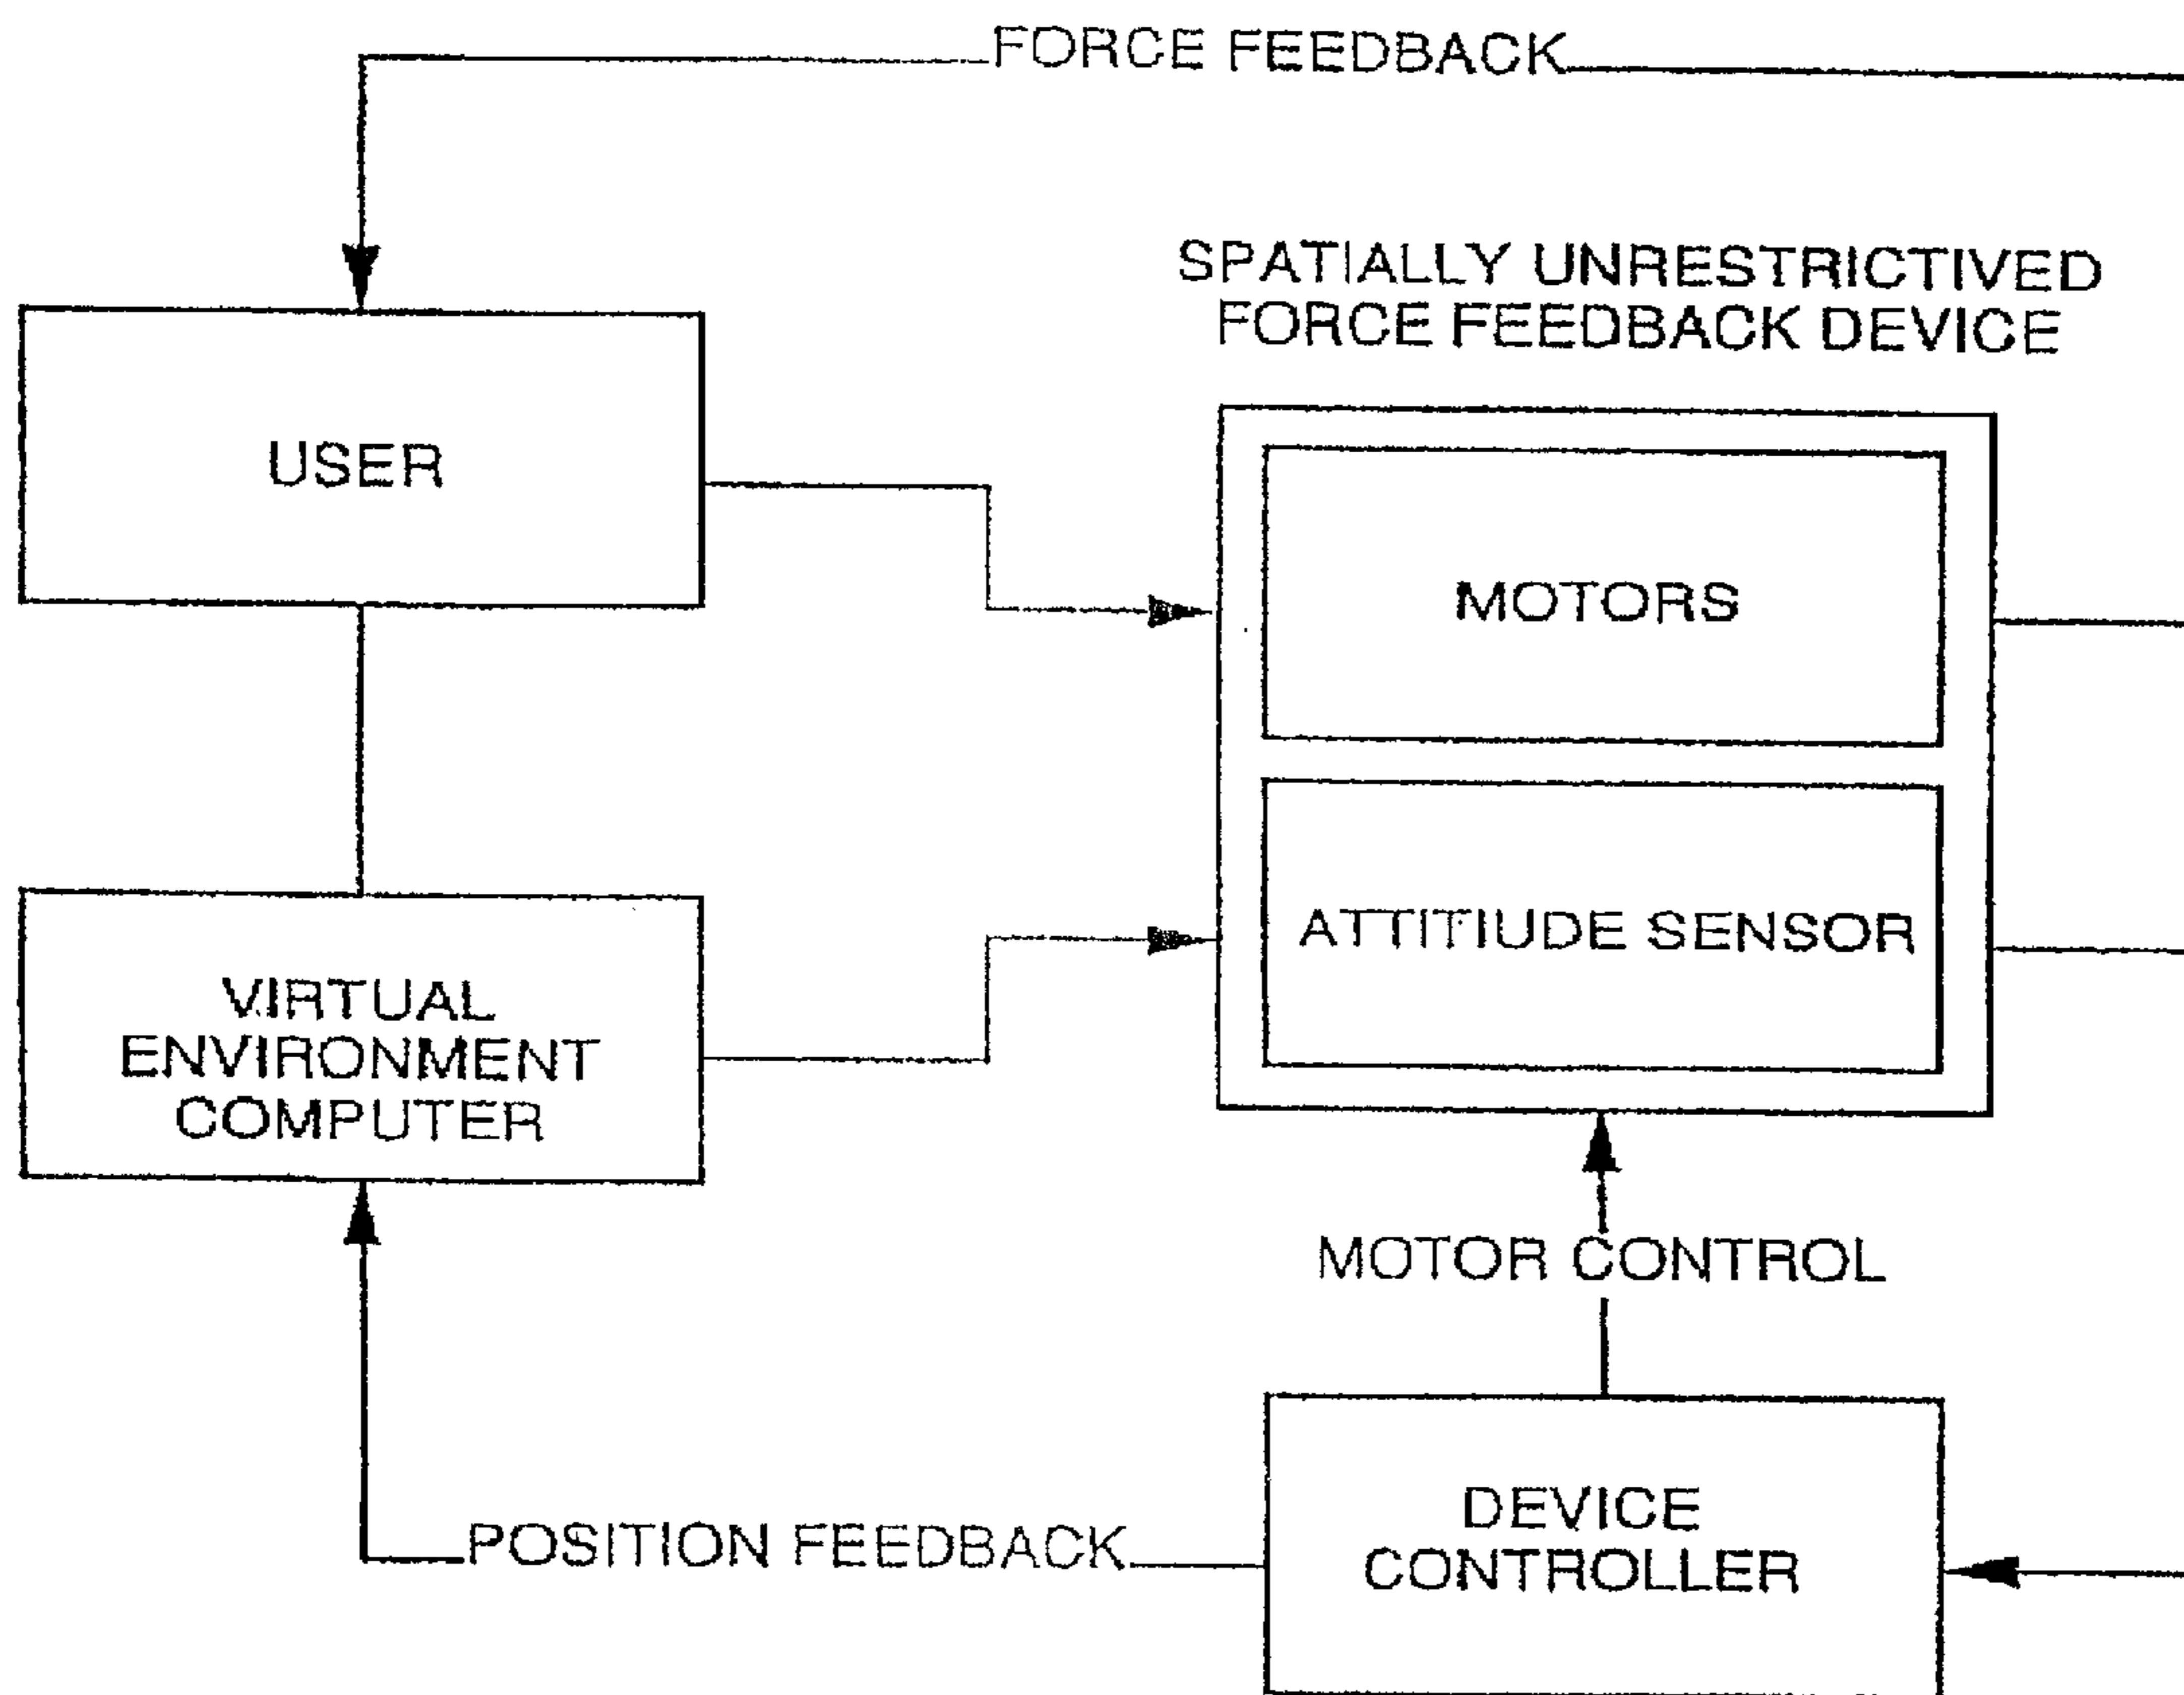 FORCE FEEDBACK
SPATIALLY UNRESTRICTIVED
FORCE FEEDBACK DEVICE
USER
MOTORS
ATTITIUDE SENSOR
VIRTUAL
ENVIRONMENT
COMPUTER
MOTOR CONTROL
DEVICE
CONTROLLER
POSITION FEEDBACK